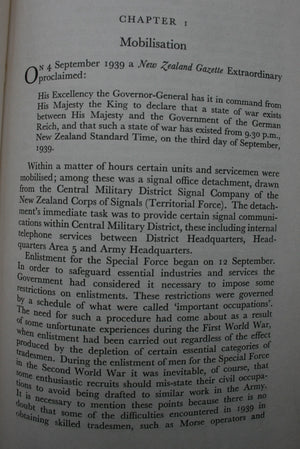 CHAPTER 1
Mobilisation
ON 4 September 1939 a New Zealand Gazette Extraordinary
proclaimed:
His Excellency the Governor-General has it in command from
His Majesty the King to declare that a state of war exists
between His Majesty and the Government of the German
Reich, and that such a state of war has existed from 9.30 p.m.,
New Zealand Standard Time, on the third day of September,
1939.
Within a matter of hours certain units and servicemen were
mobilised; among these was a signal office detachment, drawn
from the Central Military District Signal Company of the
New Zealand Corps of Signals (Territorial Force). The detach-
ment's immediate task was to provide certain signal communi-
cations within Central Military District, these including internal
telephone services between District Headquarters, Head-
quarters Area 5 and Army Headquarters.
Enlistment for the Special Force began on 12 September.
In order to safeguard essential industries and services the
Government had considered it necessary to impose some
restrictions on enlistments. These restrictions were governed
by a schedule of what were called 'important occupations'.
The need for such a procedure had come about as a result
of some unfortunate experiences during the First World War,
when enlistment had been carried out regardless of the effect
produced by the depletion of certain essential categories of
tradesmen. During the enlistment of men for the Special Force
in the Second World War it was inevitable, of course, that
some enthusiastic recruits should mis-state their civil occupa-
tions to avoid being drafted to similar work in the Army.
It is necessary to mention these points because there is no
doubt that some of the difficulties encountered in 1939 in
obtaining skilled tradesmen, such as Morse operators and